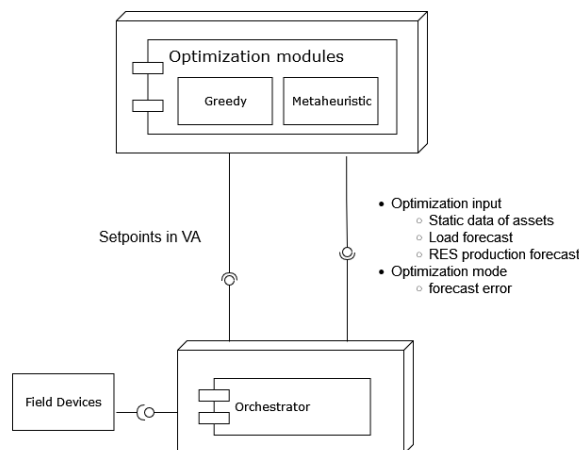 Optimization modules
Greedy
Metaheuristic
Setpoints in VA
• Optimization input
○ Static data of assets
○ Load forecast
○ RES production forecast
• Optimization mode
○ forecast error
Field Devices
Orchestrator